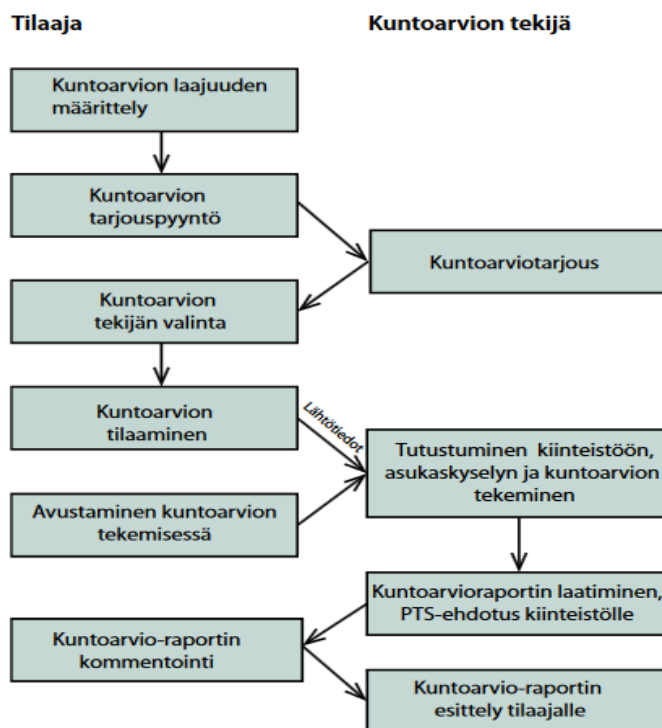 Tilaaja
Kuntoarvion tekijä
Kuntoarvion laajuuden
määrittely
Kuntoarvion
tarjouspyyntö
Kuntoarviotarjous
Kuntoarvion
tekijän valinta
Kuntoarvion
tilaaminen
Lähtötiedot
Tutustuminen kiinteistöön,
asukaskyselyn ja kuntoarvion
tekeminen
Avustaminen kuntoarvion
tekemisessä
Kuntoarvioraportin laatiminen,
PTS-ehdotus kiinteistölle
Kuntoarvio-raportin
kommentointi
Kuntoarvio-raportin
esittely tilaajalle